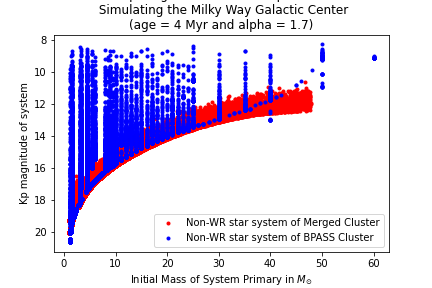 Simulating the Milky Way Galactic Center
(age = 4 Myr and alpha = 1.7)
Kp magnitude of system
8
10
12
14
16
18
20
Non-WR star system of Merged Cluster
Non-WR star system of BPASS Cluster
0
10
20
30
40
50
60
Initial Mass of System Primary in $M_\odot$